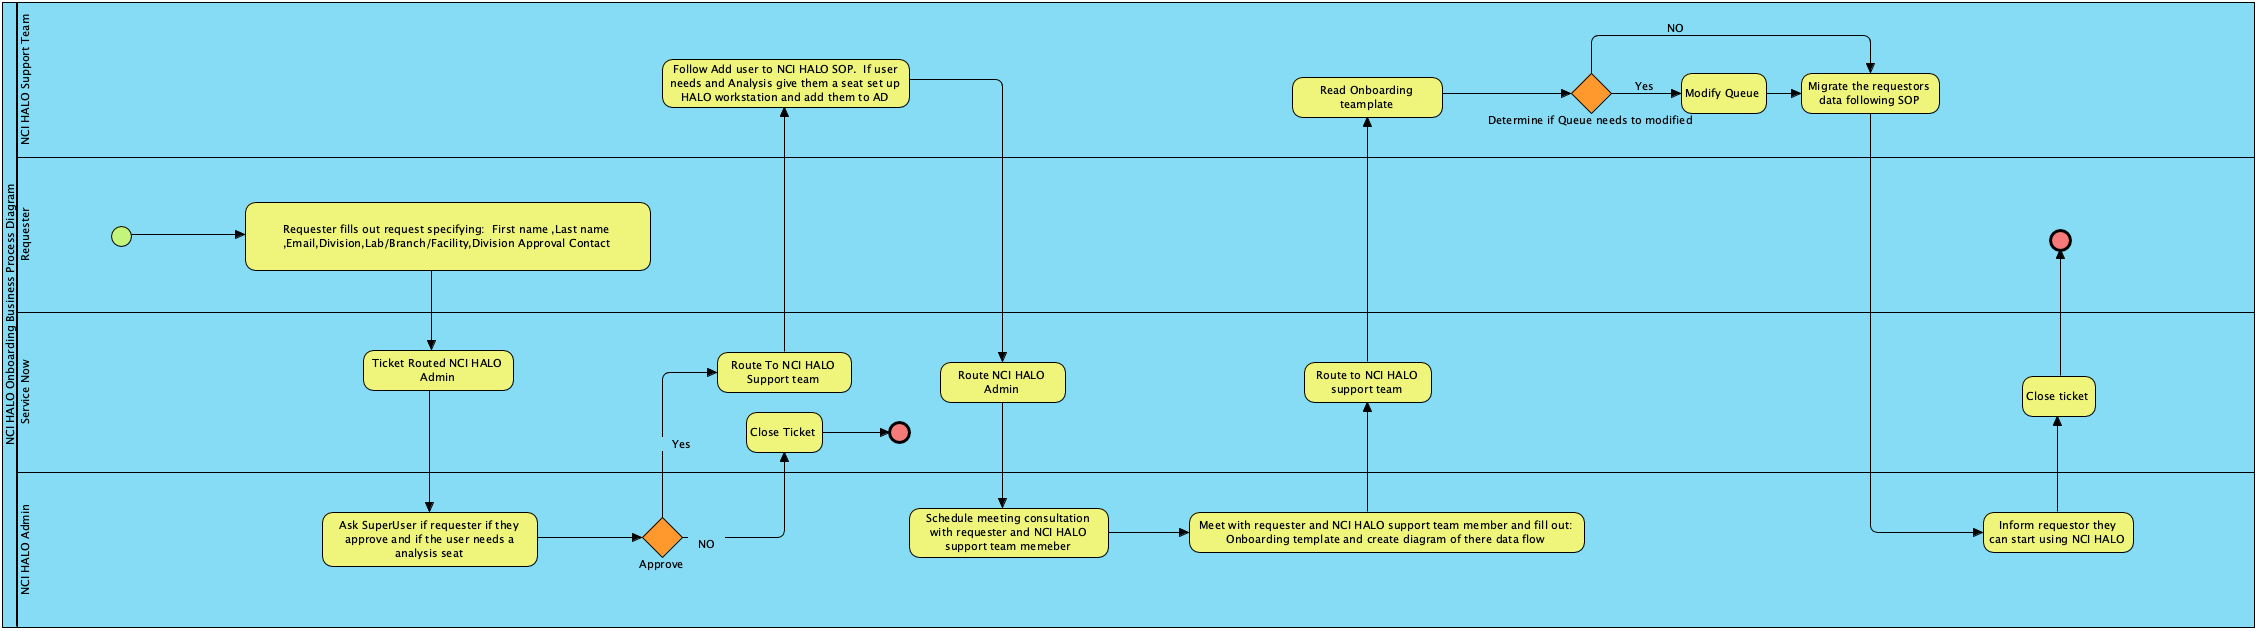 NCI HALO Onboarding Business Process Diagram
NCI HALO Support Team
Follow Add user to NCI HALO SOP.  If user
needs and Analysis give them a seat set up
HALO workstation and add them to AD
Read Onboarding
teamplate
Determine if Queue needs to modified
NO
Yes
Modify Queue
Migrate the requestors
data following SOP
Requester
Requester fills out request specifying:  First name ,Last name
,Email,Division,Lab/Branch/Facility,Division Approval Contact
Service Now
Ticket Routed NCI HALO
Admin
Yes
Route To NCI HALO
Support team
Close Ticket
Route NCI HALO
Admin
Route to NCI HALO
support team
Close ticket
NCI HALO Admin
Ask SuperUser if requester if they
approve and if the user needs a
analysis seat
Approve
NO
Schedule meeting consultation
with requester and NCI HALO
support team memeber
Meet with requester and NCI HALO support team member and fill out:
Onboarding template and create diagram of there data flow
Inform requestor they
can start using NCI HALO